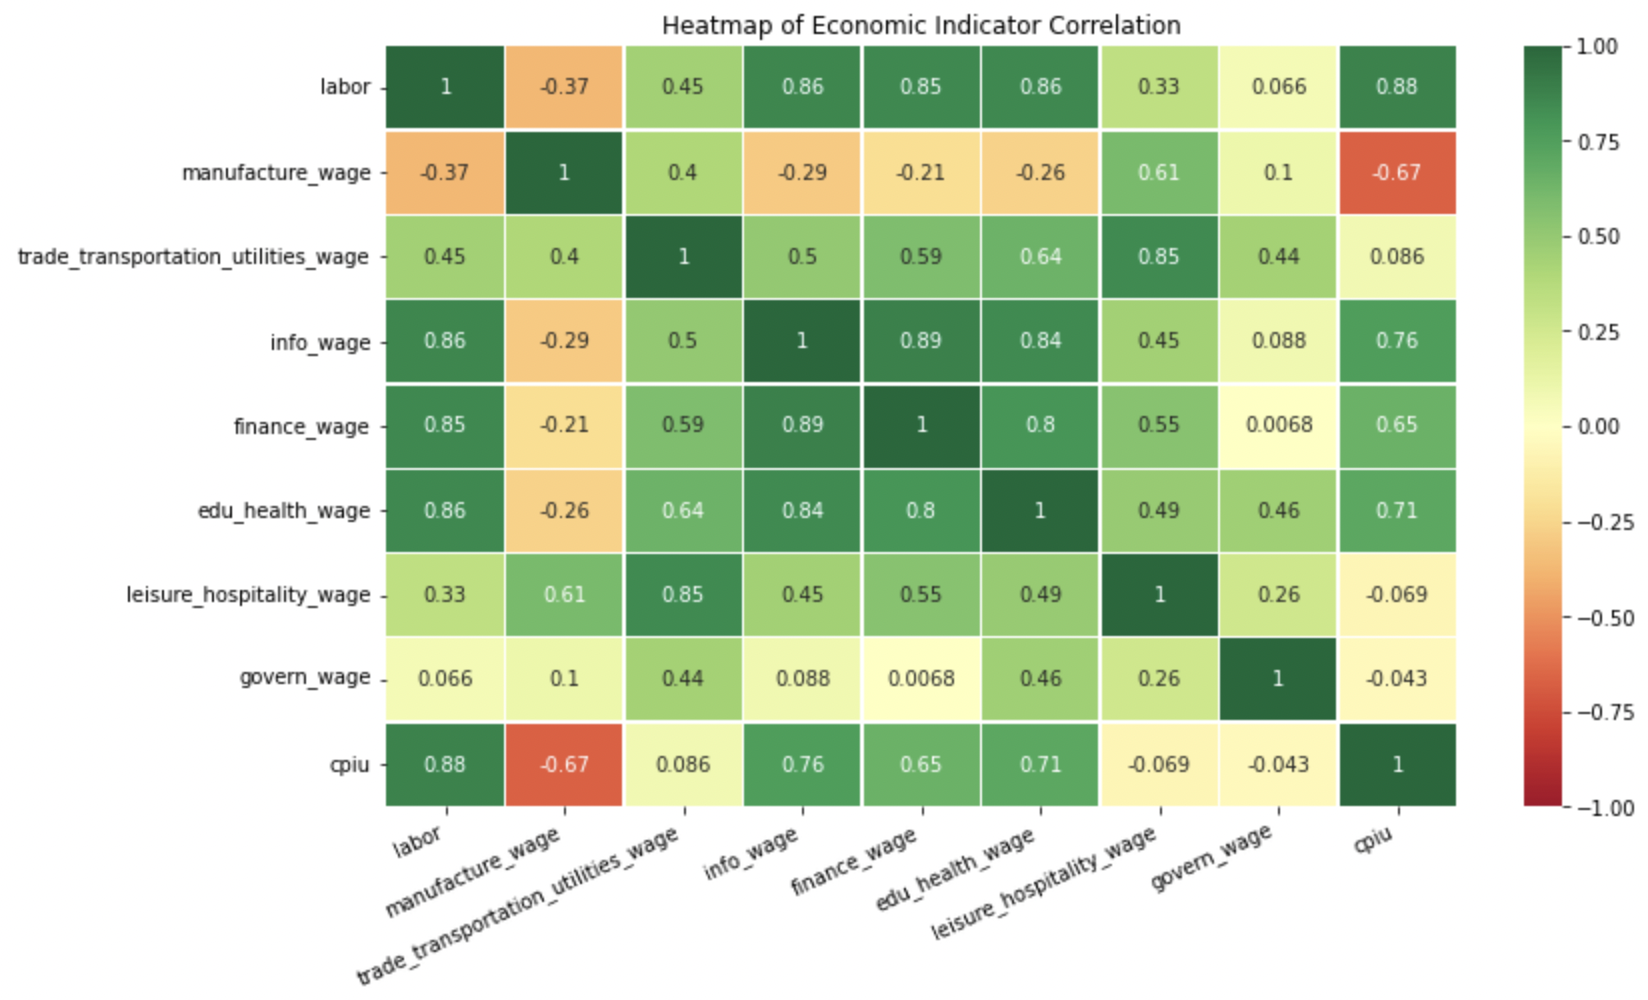 Heatmap of Economic Indicator Correlation
labor 1 -0.37 0.45 0.86 0.85 0.86 0.33 0.066 0.88
manufacture_wage -0.37 1 0.4 -0.29 -0.21 -0.26 0.61 0.1 -0.67
trade_transportation_utilities_wage 0.45 0.4 1 0.5 0.59 0.64 0.85 0.44 0.086
info_wage 0.86 -0.29 0.5 1 0.89 0.84 0.45 0.088 0.76
finance_wage 0.85 -0.21 0.59 0.89 1 0.8 0.55 0.0068 0.65
edu_health_wage 0.86 -0.26 0.64 0.84 0.8 1 0.49 0.46 0.71
leisure_hospitality_wage 0.33 0.61 0.85 0.45 0.55 0.49 1 0.26 -0.069
govern_wage 0.066 0.1 0.44 0.088 0.0068 0.46 0.26 1 -0.043
cpiu 0.88 -0.67 0.086 0.76 0.65 0.71 -0.069 -0.043 1
labor
manufacture_wage
trade_transportation_utilities_wage
info_wage
finance_wage
edu_health_wage
leisure_hospitality_wage
govern_wage
cpiu
1.00
0.75
0.50
0.25
0.00
−0.25
−0.50
−0.75
−1.00